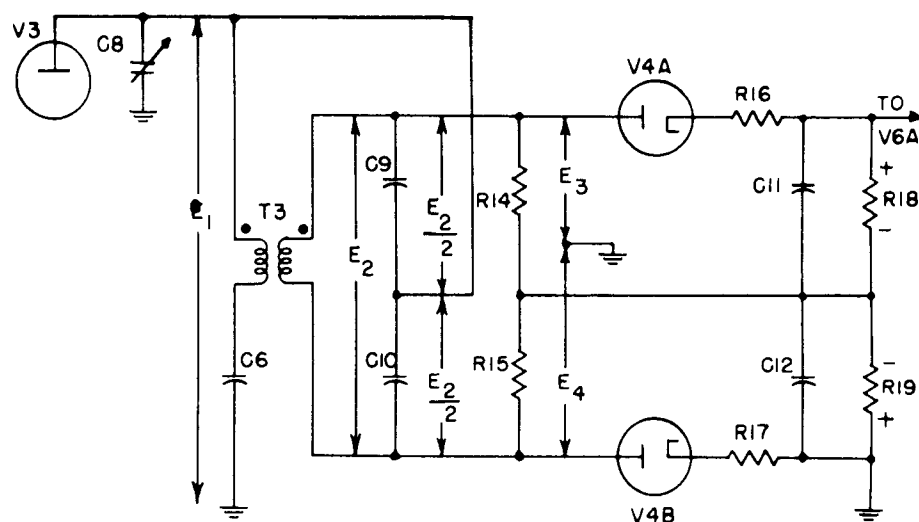 V3
C8
V4A
R16
TO
V6A
C9
E2/2
R14
E3
C11
+
R18
-
E1
T3
E2
C6
C10
E2/2
R15
E4
C12
-
R19
+
R17
V4B